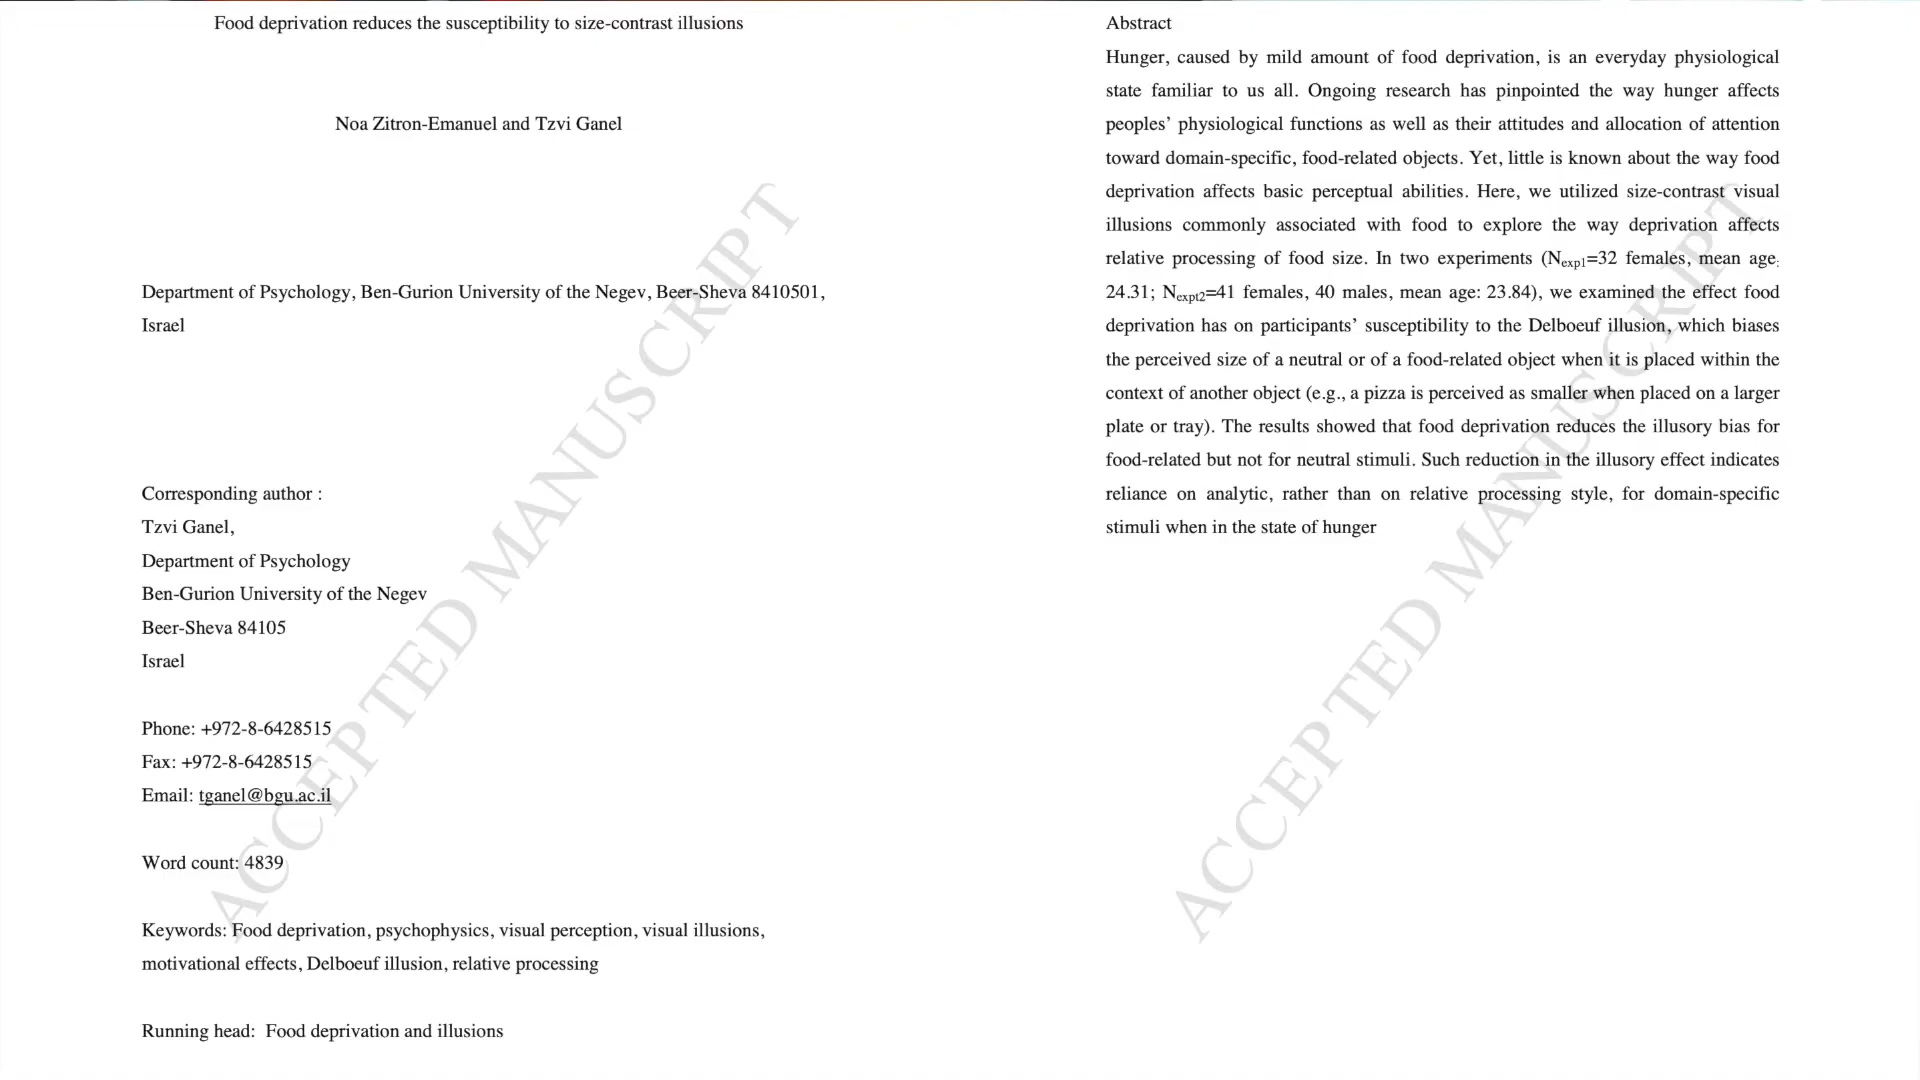 Food deprivation reduces the susceptibility to size-contrast illusions
Noa Zitron-Emanuel and Tzvi Ganel
Department of Psychology, Ben-Gurion University of the Negev, Beer-Sheva 8410501,
Israel
Corresponding author :
Tzvi Ganel,
Department of Psychology
Ben-Gurion University of the Negev
Beer-Sheva 84105
Israel
Phone: +972-8-6428515
Fax: +972-8-6428515
Email: tganel@bgu.ac.il
Word count: 4839
Keywords: Food deprivation, psychophysics, visual perception, visual illusions,
motivational effects, Delboeuf illusion, relative processing
Running head:  Food deprivation and illusions
ACCEPTED MANUSCRIPT
Abstract
Hunger, caused by mild amount of food deprivation, is an everyday physiological
state familiar to us all. Ongoing research has pinpointed the way hunger affects
peoples’ physiological functions as well as their attitudes and allocation of attention
toward domain-specific, food-related objects. Yet, little is known about the way food
deprivation affects basic perceptual abilities. Here, we utilized size-contrast visual
illusions commonly associated with food to explore the way deprivation affects
relative processing of food size. In two experiments (Nexp1=32 females, mean age:
24.31; Nexpt2=41 females, 40 males, mean age: 23.84), we examined the effect food
deprivation has on participants’ susceptibility to the Delboeuf illusion, which biases
the perceived size of a neutral or of a food-related object when it is placed within the
context of another object (e.g., a pizza is perceived as smaller when placed on a larger
plate or tray). The results showed that food deprivation reduces the illusory bias for
food-related but not for neutral stimuli. Such reduction in the illusory effect indicates
reliance on analytic, rather than on relative processing style, for domain-specific
stimuli when in the state of hunger
ACCEPTED MANUSCRIPT